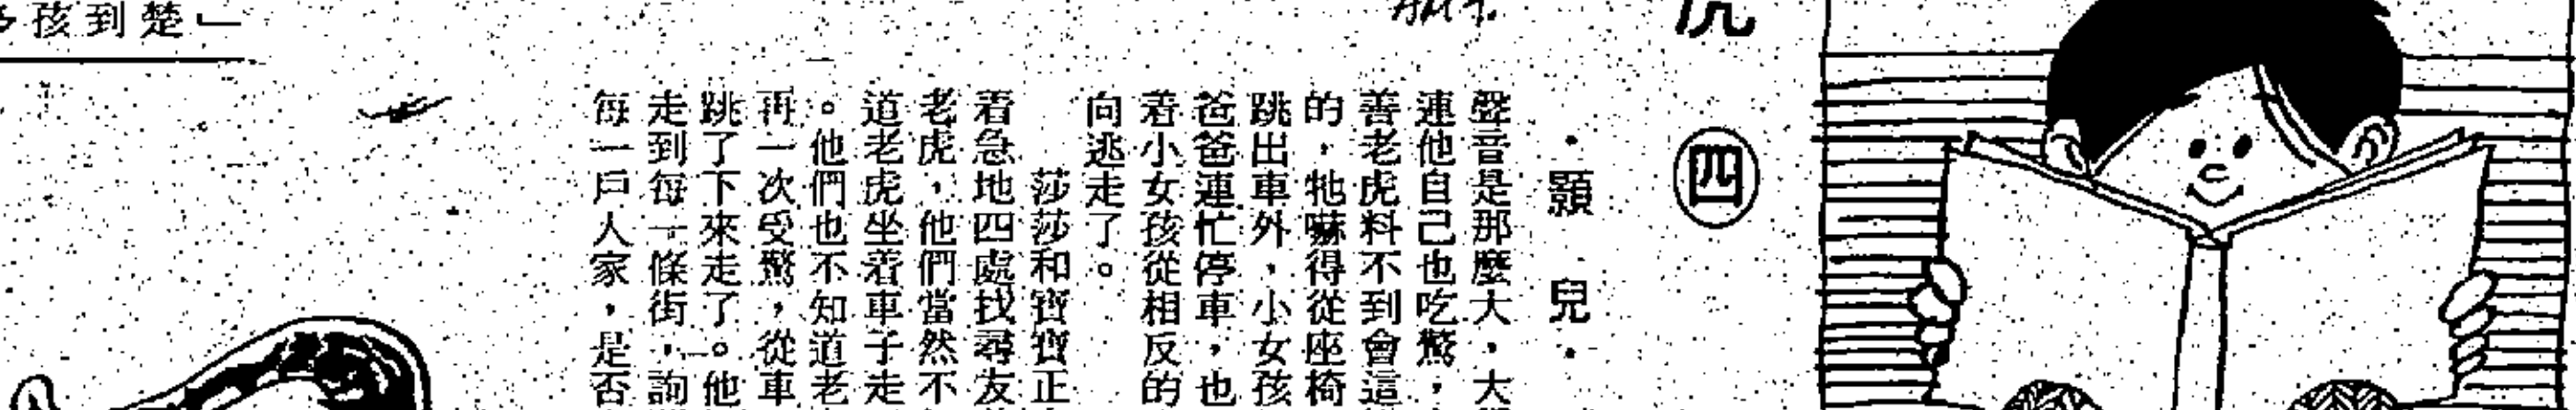 虎
四
·顥兒·
聲音是那麼大，大
連他自己也吃驚，
善老虎料不到會這
的，牠嚇得從座椅
跳出車外，小女孩
爸爸連忙停車，也
着小女孩從相反的
向逃走了。
莎莎和寶寶正
着急地四處找尋友
老虎，他們當然不
道老虎坐着車子走
。他們也不知道老
再一次受驚，從車
跳了下來走了。他
走到每一條街，詢
每一戶人家，是否
孩到楚